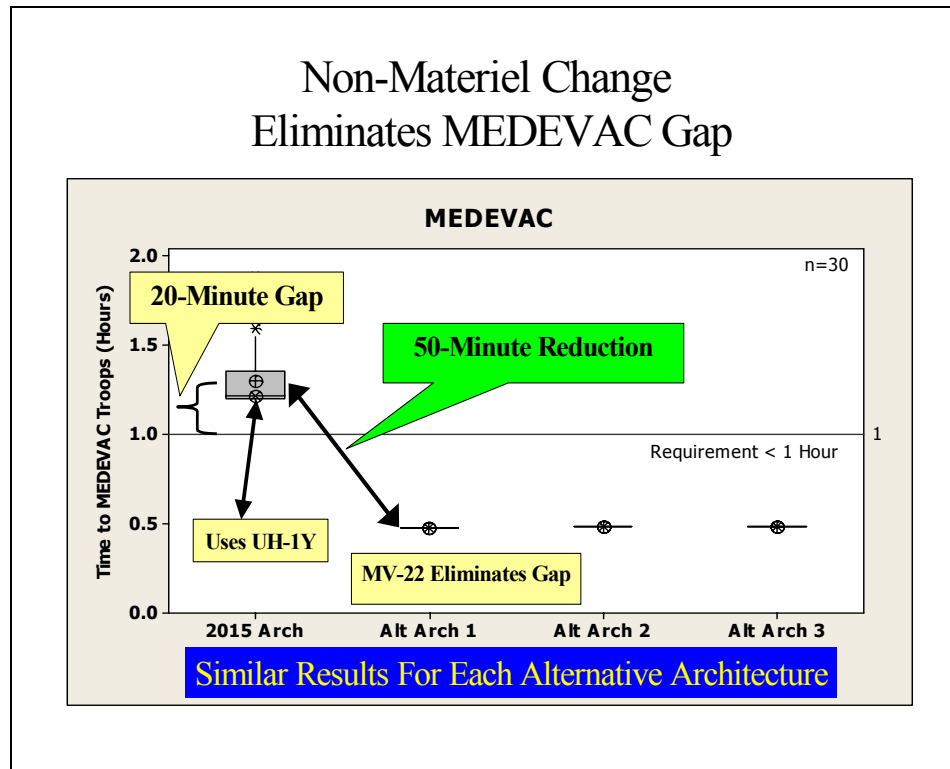 Non-Materiel Change
Eliminates MEDEVAC Gap
MEDEVAC
Time to MEDEVAC Troops (Hours)
2.0
1.5
1.0
0.5
0.0
n=30
20-Minute Gap
50-Minute Reduction
1
Requirement < 1 Hour
Uses UH-1Y
MV-22 Eliminates Gap
2015 Arch
Alt Arch 1
Alt Arch 2
Alt Arch 3
Similar Results For Each Alternative Architecture